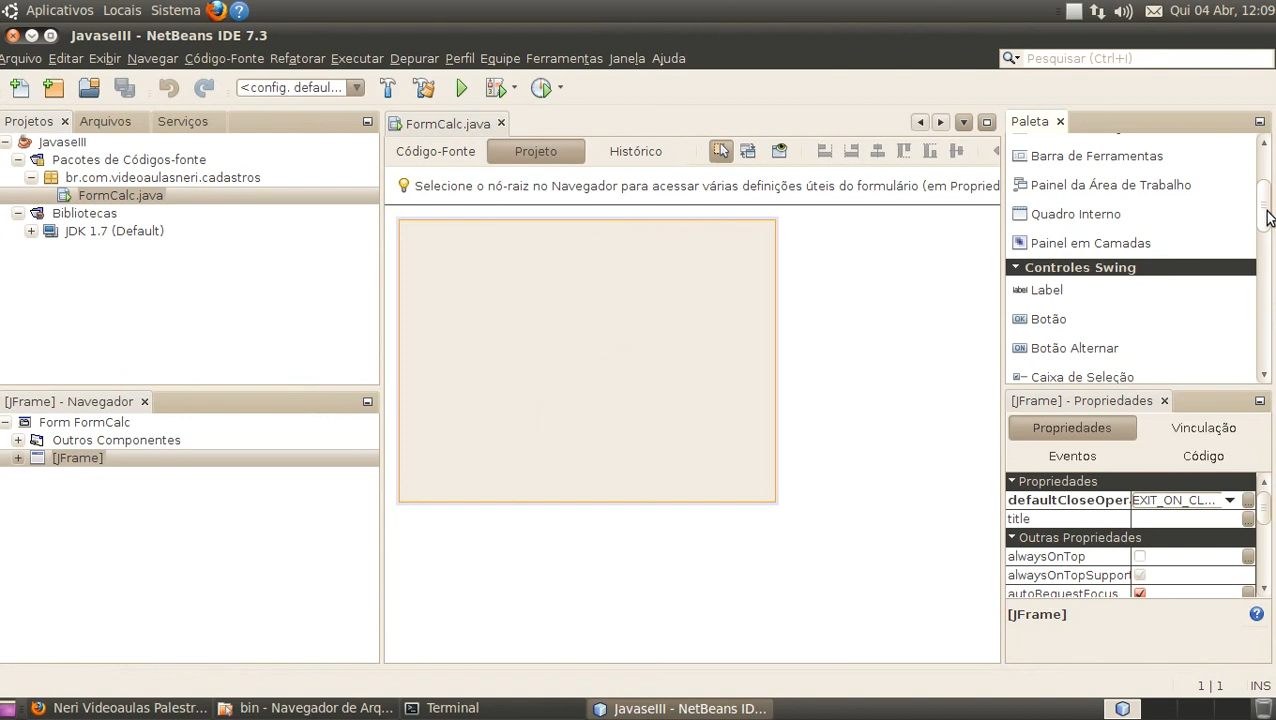 Aplicativos Locais Sistema Qui 04 Abr, 12:09
JavaseIII - NetBeans IDE 7.3
Arquivo Editar Exibir Navegar Código-Fonte Refatorar Executar Depurar Perfil Equipe Ferramentas Janela Ajuda Pesquisar (Ctrl+I)
<config. defaul...
Projetos Arquivos Serviços
FormCalc.java
Paleta
JavaseIII
Pacotes de Códigos-fonte
br.com.videoaulasneri.cadastros
FormCalc.java
Bibliotecas
JDK 1.7 (Default)
Código-Fonte Projeto Histórico
Selecione o nó-raiz no Navegador para acessar várias definições úteis do formulário (em Propried
Barra de Ferramentas
Painel da Área de Trabalho
Quadro Interno
Painel em Camadas
Controles Swing
label Label
OK Botão
ON Botão Alternar
Caixa de Seleção
[JFrame] - Navegador
Form FormCalc
Outros Componentes
[JFrame]
[JFrame] - Propriedades
Propriedades Vinculação
Eventos Código
Propriedades
defaultCloseOper EXIT_ON_CL...
title
Outras Propriedades
alwaysOnTop
alwaysOnTopSupport
autoRequestFocus
[JFrame]
1 | 1 INS
Neri Videoaulas Palestr... bin - Navegador de Arq... Terminal JavaseIII - NetBeans ID...